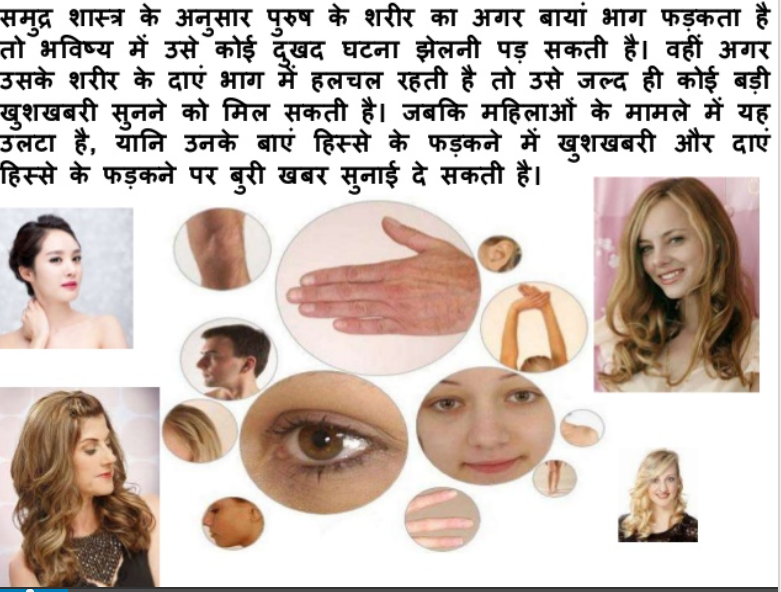 समुद्र शास्त्र के अनुसार पुरुष के शरीर का अगर बायां भाग फड़कता है
तो भविष्य में उसे कोई दुखद घटना झेलनी पड़ सकती है। वहीं अगर
उसके शरीर के दाएं भाग में हलचल रहती है तो उसे जल्द ही कोई बड़ी
खुशखबरी सुनने को मिल सकती है। जबकि महिलाओं के मामले में यह
उलटा है, यानि उनके बाएं हिस्से के फड़कने में खुशखबरी और दाएं
हिस्से के फड़कने पर बुरी खबर सुनाई दे सकती है।